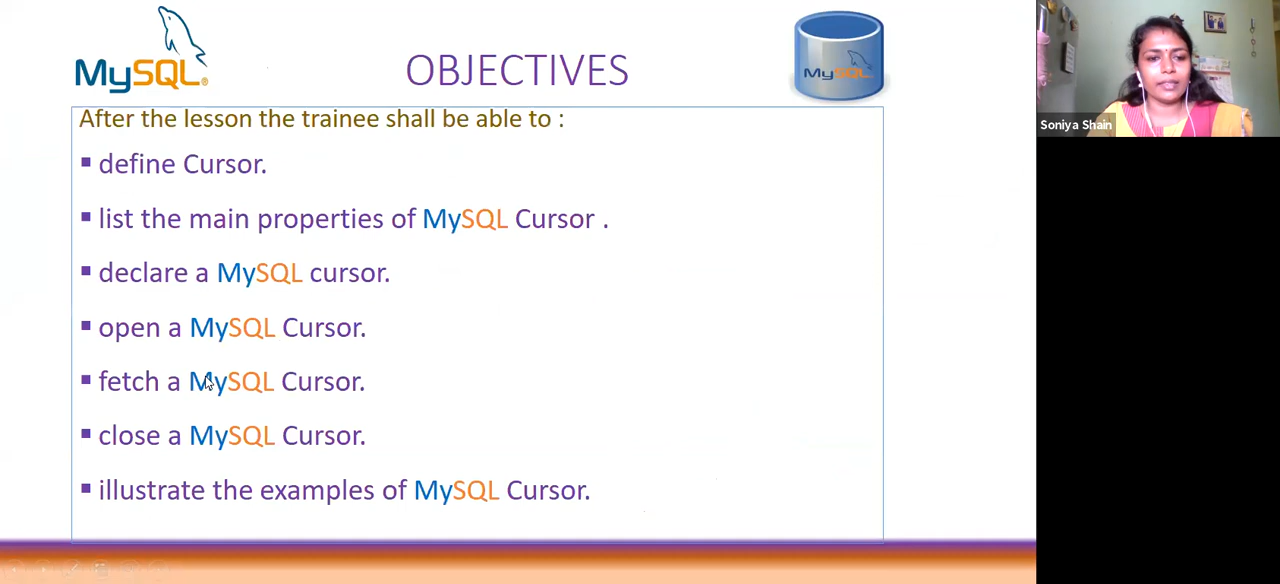 MySQL®
OBJECTIVES
MySQL
After the lesson the trainee shall be able to :
▪ define Cursor.
▪ list the main properties of MySQL Cursor .
▪ declare a MySQL cursor.
▪ open a MySQL Cursor.
▪ fetch a MySQL Cursor.
▪ close a MySQL Cursor.
▪ illustrate the examples of MySQL Cursor.
Soniya Shain